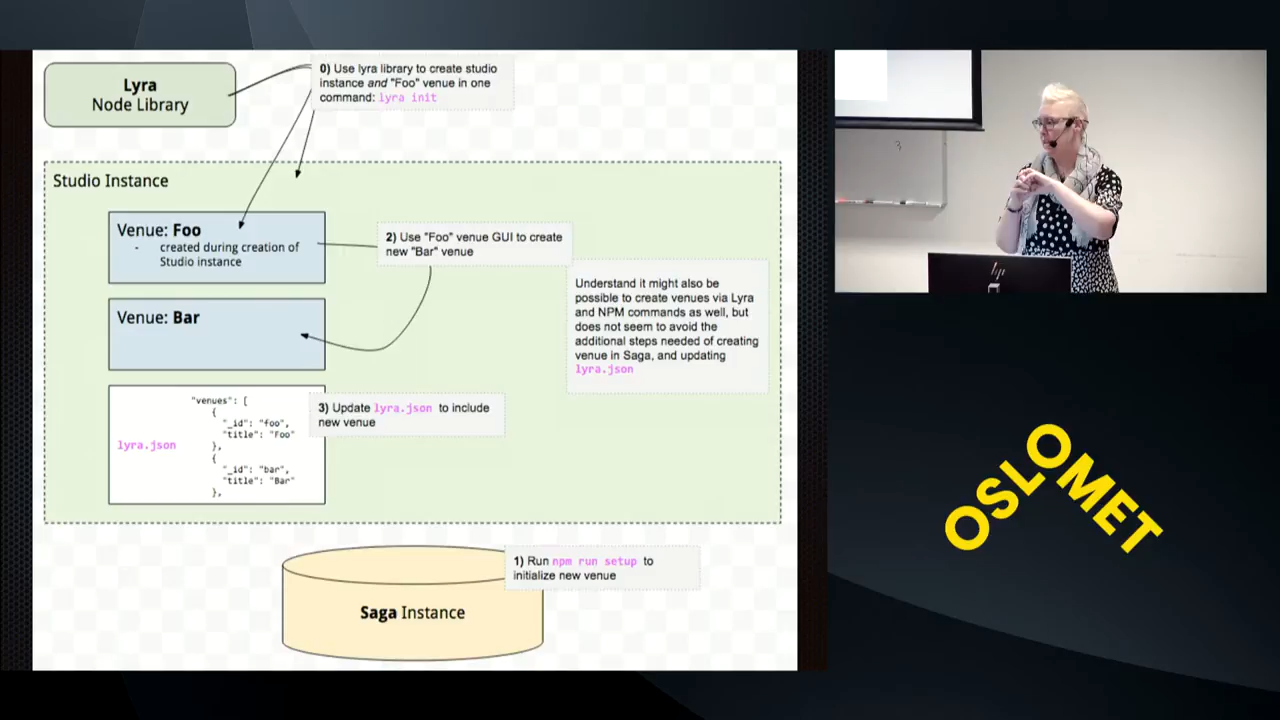 Lyra
Node Library
0) Use lyra library to create studio
instance and "Foo" venue in one
command: lyra init
Studio Instance
Venue: Foo
- created during creation of
Studio instance
2) Use "Foo" venue GUI to create
new "Bar" venue
Understand it might also be
possible to create venues via Lyra
and NPM commands as well, but
does not seem to avoid the
additional steps needed of creating
venue in Saga, and updating
lyra.json
Venue: Bar
lyra.json
"venues": [
{
"_id": "foo",
"title": "Foo"
},
{
"_id": "bar",
"title": "Bar"
},
3) Update lyra.json to include
new venue
1) Run npm run setup to
initialize new venue
Saga Instance
hp
OSLOMET